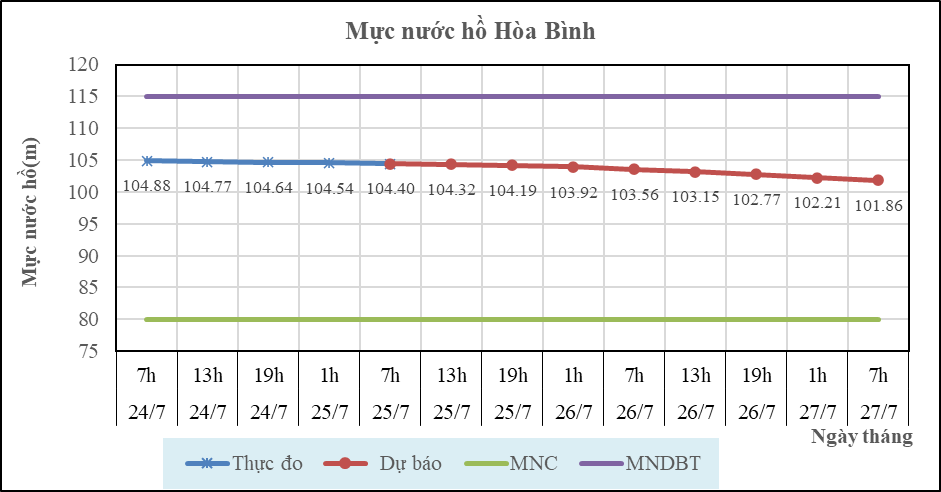 Mực nước hồ Hòa Bình
Mực nước hồ(m)
120
115
110
105
100
95
90
85
80
75
104.88 104.77 104.64 104.54 104.40 104.32 104.19 103.92 103.56 103.15 102.77 102.21 101.86
7h 13h 19h 1h 7h 13h 19h 1h 7h 13h 19h 1h 7h
24/7 24/7 24/7 25/7 25/7 25/7 25/7 26/7 26/7 26/7 26/7 27/7 27/7
Ngày tháng
Thực đo Dự báo MNC MNDBT